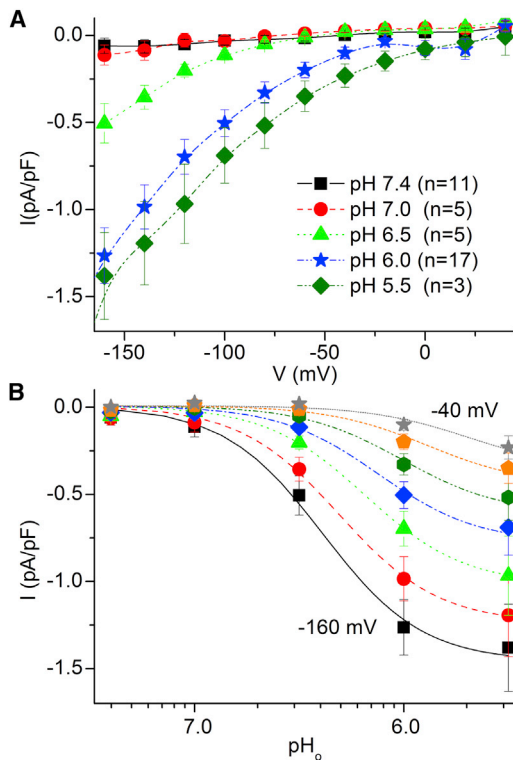 A
0.0
-0.5
-1.0
-1.5
I(pA/pF)
pH 7.4 (n=11)
pH 7.0 (n=5)
pH 6.5 (n=5)
pH 6.0 (n=17)
pH 5.5 (n=3)
-150 -100 -50 0
V (mV)
B
0.0
-0.5
-1.0
-1.5
I (pA/pF)
-40 mV
-160 mV
7.0 6.0
pHo